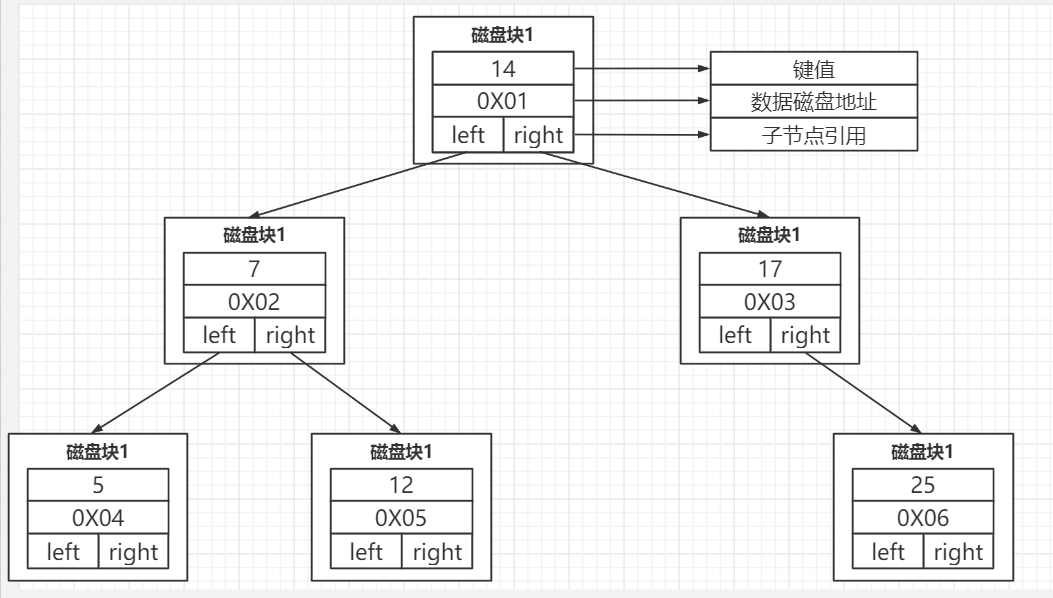 磁盘块1
14
键值
0X01
数据磁盘地址
left right
子节点引用
磁盘块1
7
0X02
left right
磁盘块1
17
0X03
left right
磁盘块1
5
0X04
left right
磁盘块1
12
0X05
left right
磁盘块1
25
0X06
left right